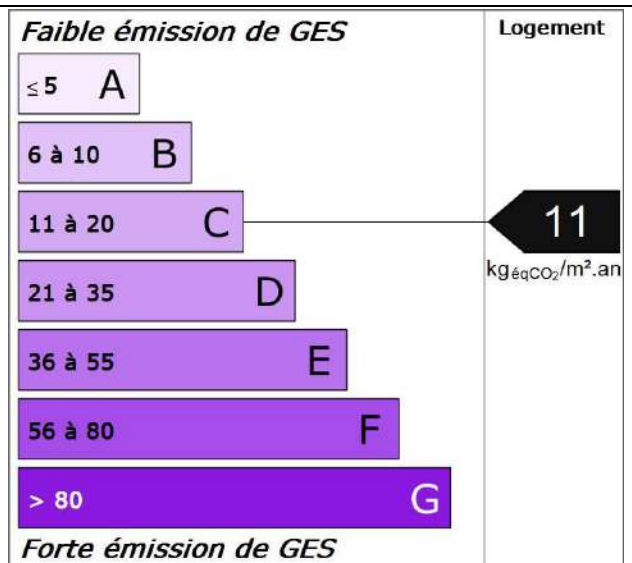 Faible émission de GES
Logement
≤ 5 A
6 à 10 B
11 à 20 C
11
kgéqCO₂/m².an
21 à 35 D
36 à 55 E
56 à 80 F
> 80 G
Forte émission de GES